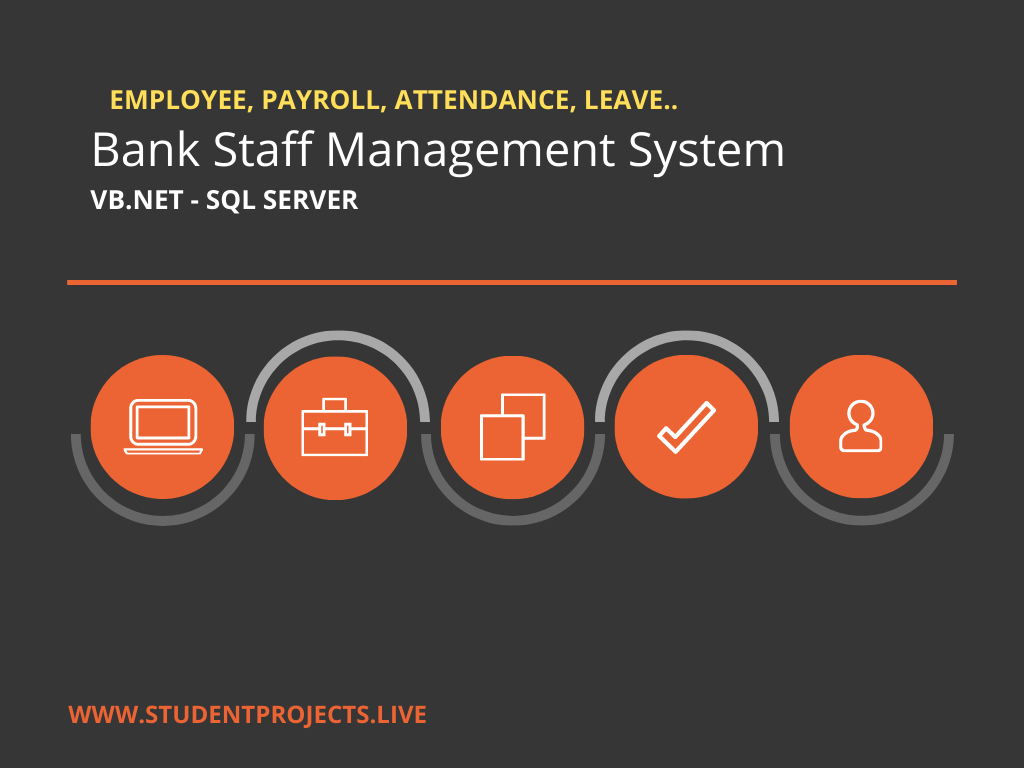 EMPLOYEE, PAYROLL, ATTENDANCE, LEAVE..
Bank Staff Management System
VB.NET - SQL SERVER
WWW.STUDENTPROJECTS.LIVE